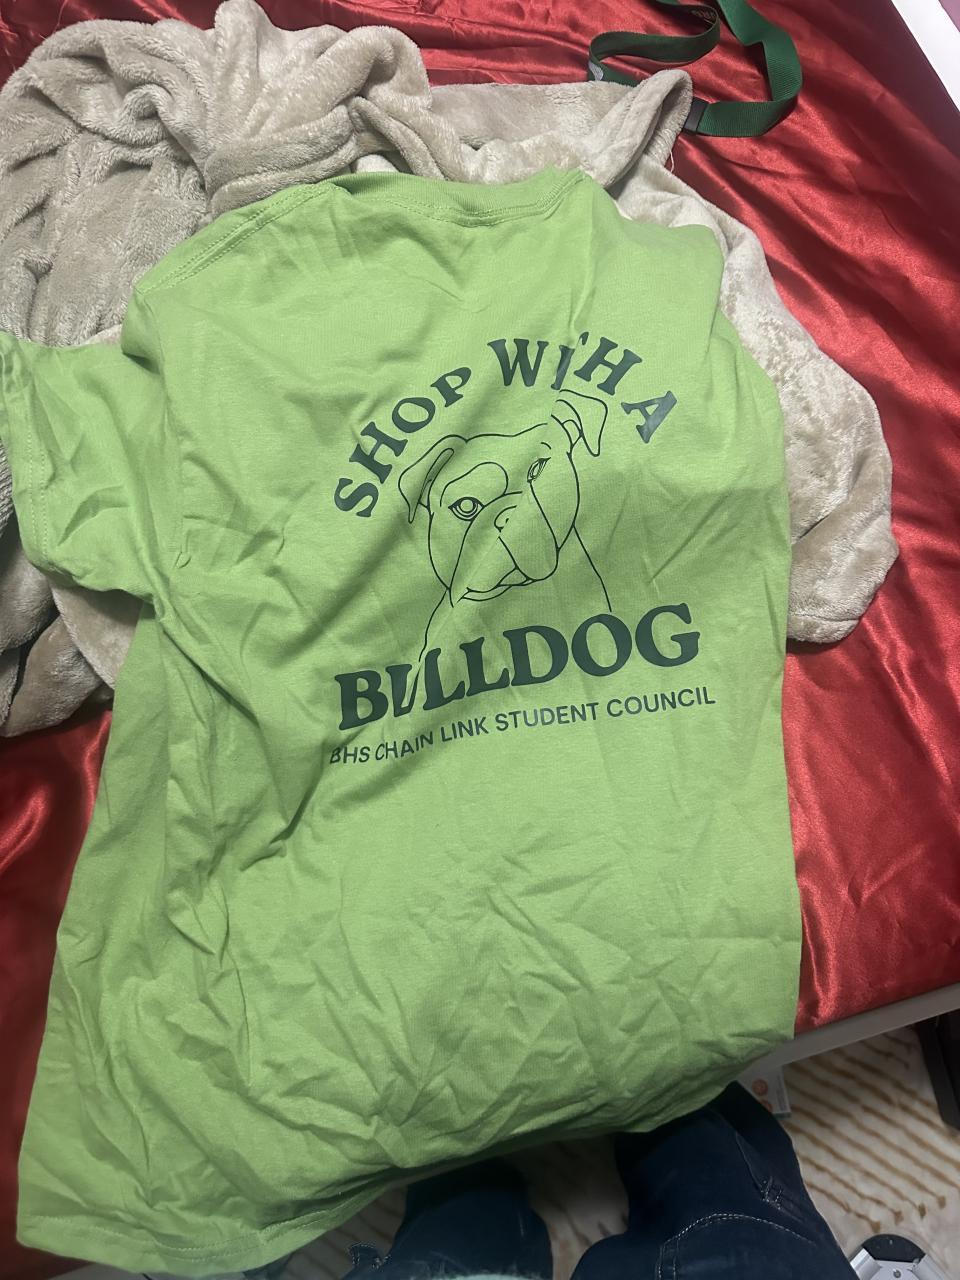 SHOP WITH A
BULLDOG
BHS CHAIN LINK STUDENT COUNCIL